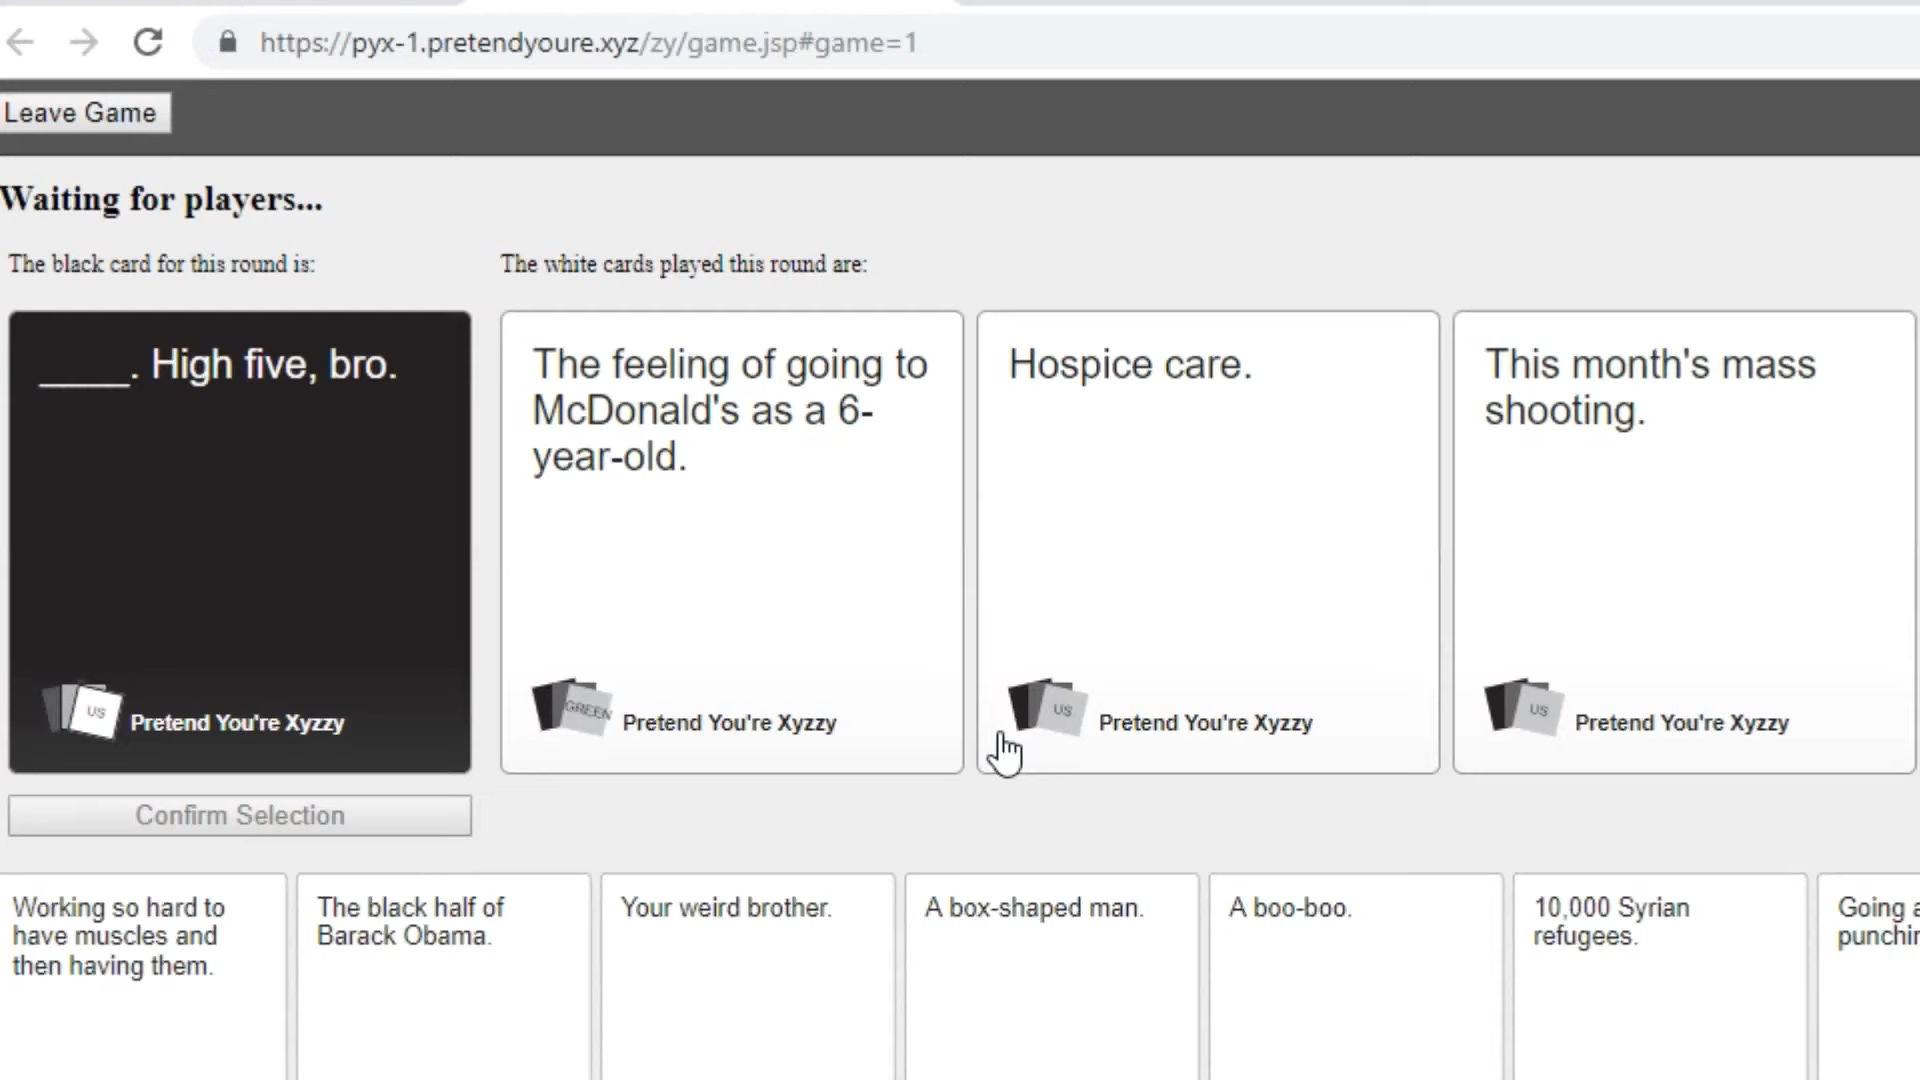 https://pyx-1.pretendyoure.xyz/zy/game.jsp#game=1
Leave Game
Waiting for players...
The black card for this round is:
The white cards played this round are:
____. High five, bro.
US
Pretend You're Xyzzy
The feeling of going to
McDonald's as a 6-
year-old.
GREEN
Pretend You're Xyzzy
Hospice care.
US
Pretend You're Xyzzy
This month's mass
shooting.
US
Pretend You're Xyzzy
Confirm Selection
Working so hard to
have muscles and
then having them.
The black half of
Barack Obama.
Your weird brother.
A box-shaped man.
A boo-boo.
10,000 Syrian
refugees.
Going